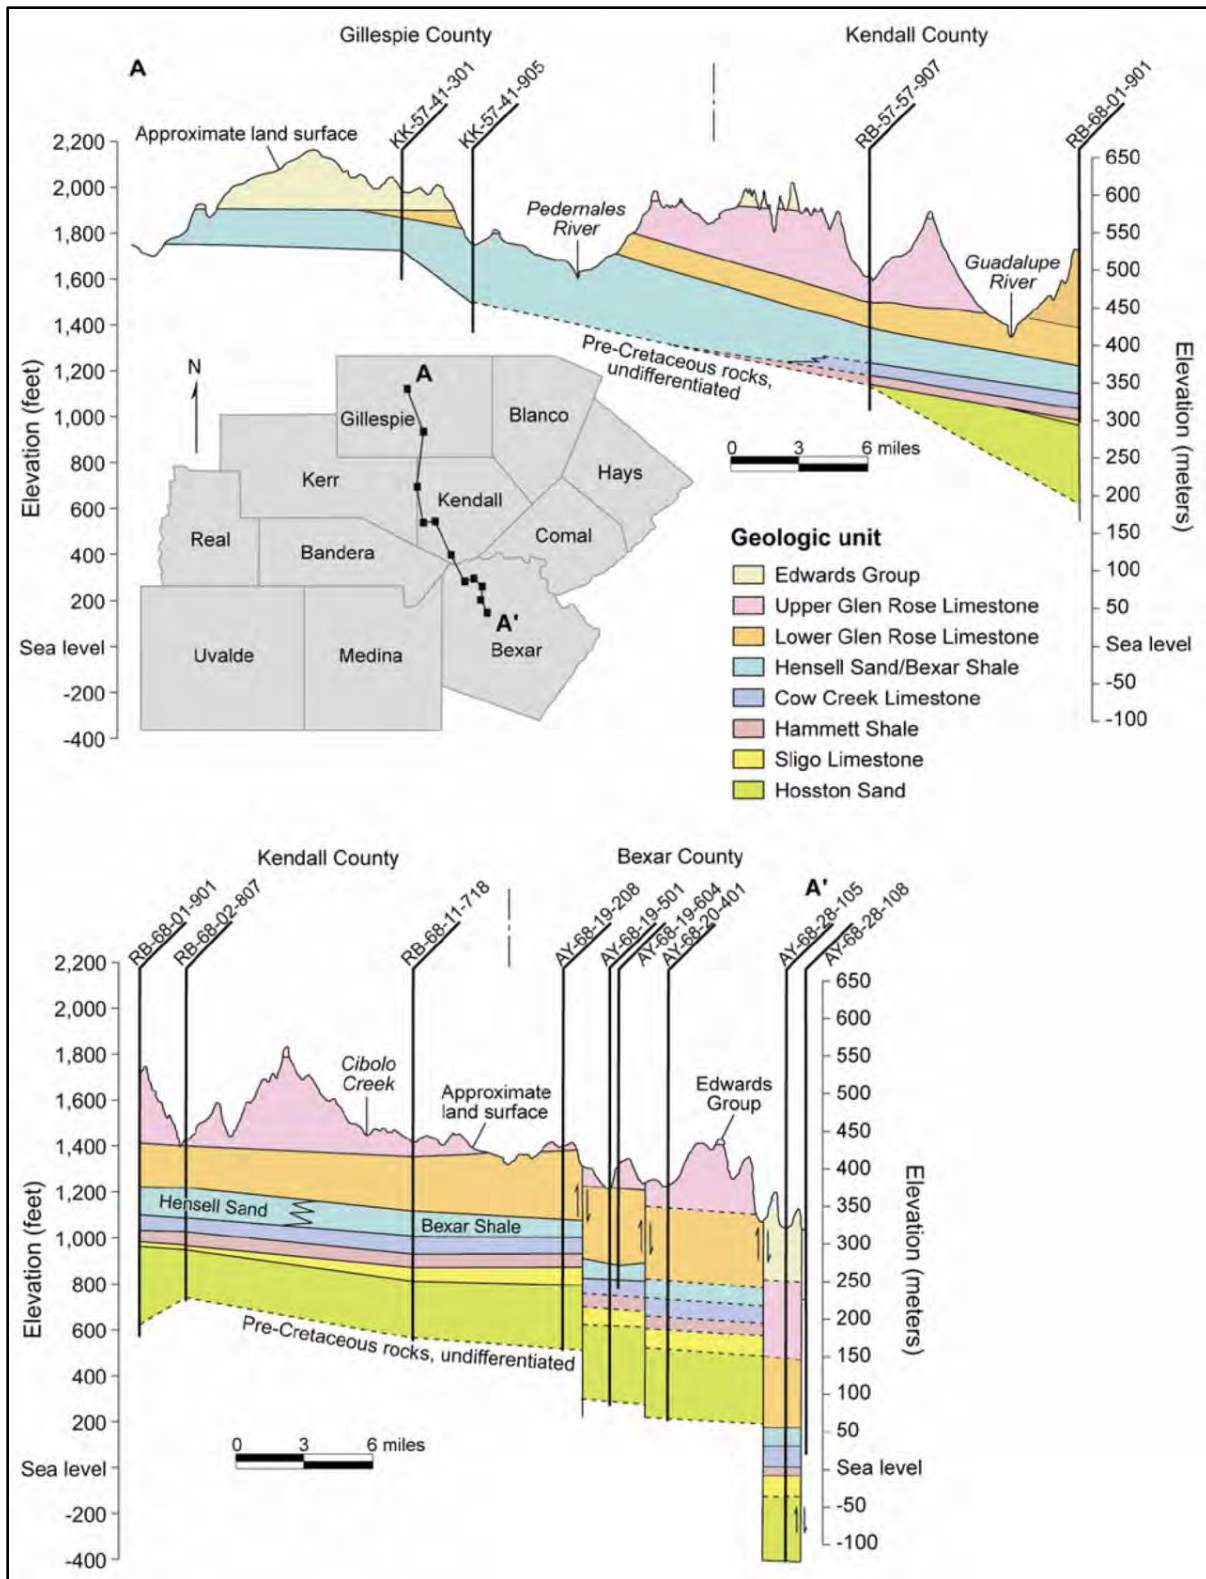 Gillespie County
Kendall County
A
KK-57-41-301
KK-57-41-905
RB-57-57-907
RB-68-01-901
Approximate land surface
Pedernales
River
Guadalupe
River
2,200
2,000
1,800
1,600
1,400
1,200
1,000
800
600
400
200
Sea level
-200
-400
Elevation (feet)
650
600
550
500
450
400
350
300
250
200
150
100
50
Sea level
-50
-100
Elevation (meters)
Pre-Cretaceous rocks,
undifferentiated
0 3 6 miles
N
A
Gillespie
Blanco
Hays
Kerr
Kendall
Comal
Real
Bandera
A'
Bexar
Uvalde
Medina
Geologic unit
Edwards Group
Upper Glen Rose Limestone
Lower Glen Rose Limestone
Hensell Sand/Bexar Shale
Cow Creek Limestone
Hammett Shale
Sligo Limestone
Hosston Sand
Kendall County
Bexar County
A'
RB-68-01-901
RB-68-02-807
RB-68-11-718
AY-68-19-208
AY-68-19-501
AY-68-19-604
AY-68-20-401
AY-68-28-105
AY-68-28-108
2,200
2,000
1,800
1,600
1,400
1,200
1,000
800
600
400
200
Sea level
-200
-400
Elevation (feet)
Cibolo
Creek
Approximate
land surface
Edwards
Group
Hensell Sand
Bexar Shale
Pre-Cretaceous rocks, undifferentiated
0 3 6 miles
650
600
550
500
450
400
350
300
250
200
150
100
50
Sea level
-50
-100
Elevation (meters)